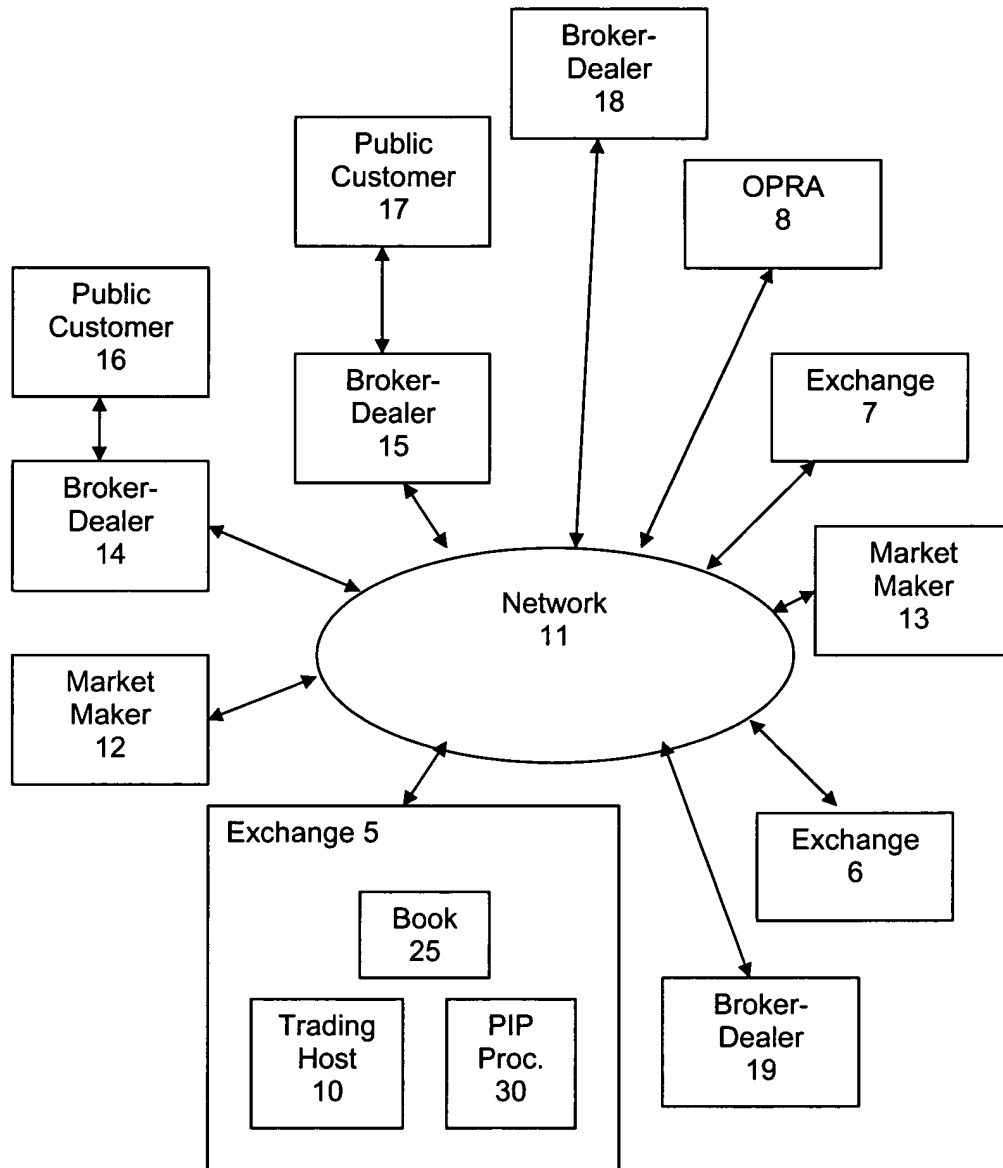 Broker-
Dealer
18
Public
Customer
17
OPRA
8
Public
Customer
16
Broker-
Dealer
15
Exchange
7
Broker-
Dealer
14
Market
Maker
13
Network
11
Market
Maker
12
Exchange 5
Book
25
Trading
Host
10
PIP
Proc.
30
Exchange
6
Broker-
Dealer
19